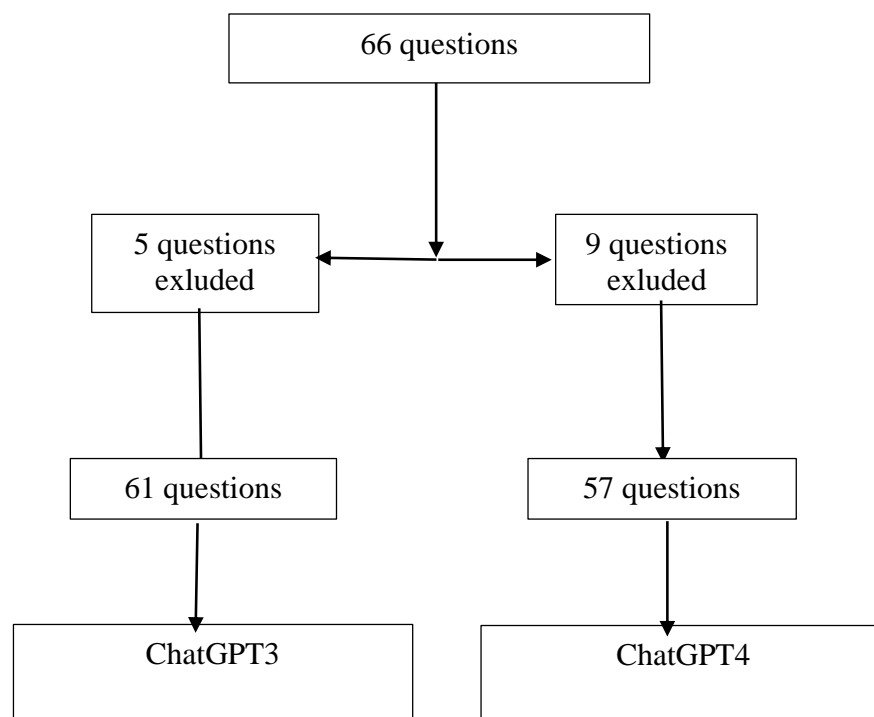 66 questions
5 questions
exluded
9 questions
exluded
61 questions
57 questions
ChatGPT3
ChatGPT4